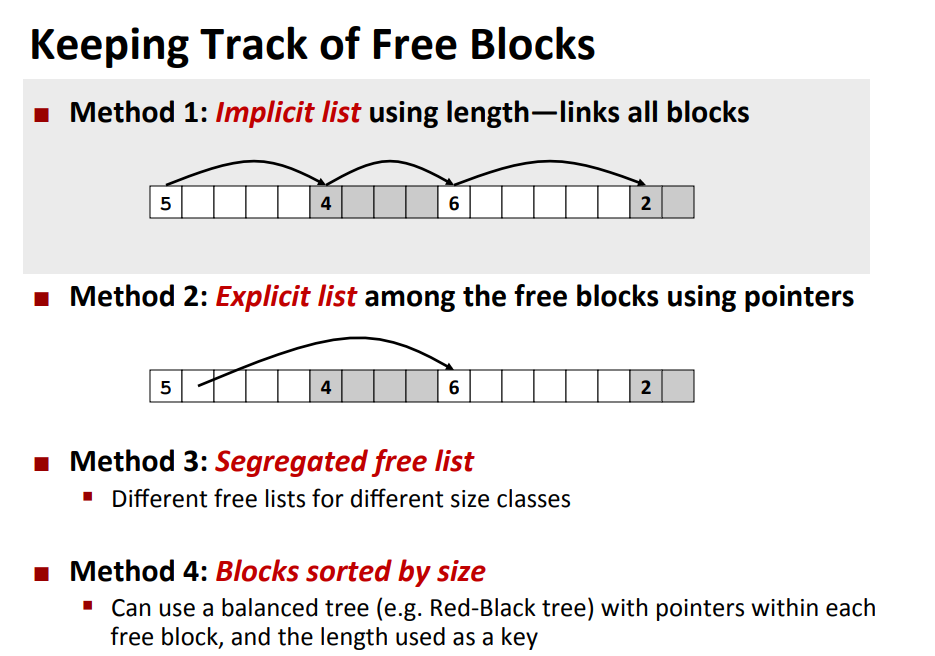 Keeping Track of Free Blocks
■ Method 1: Implicit list using length—links all blocks
5 4 6 2
■ Method 2: Explicit list among the free blocks using pointers
5 4 6 2
■ Method 3: Segregated free list
■ Different free lists for different size classes
■ Method 4: Blocks sorted by size
■ Can use a balanced tree (e.g. Red-Black tree) with pointers within each
free block, and the length used as a key